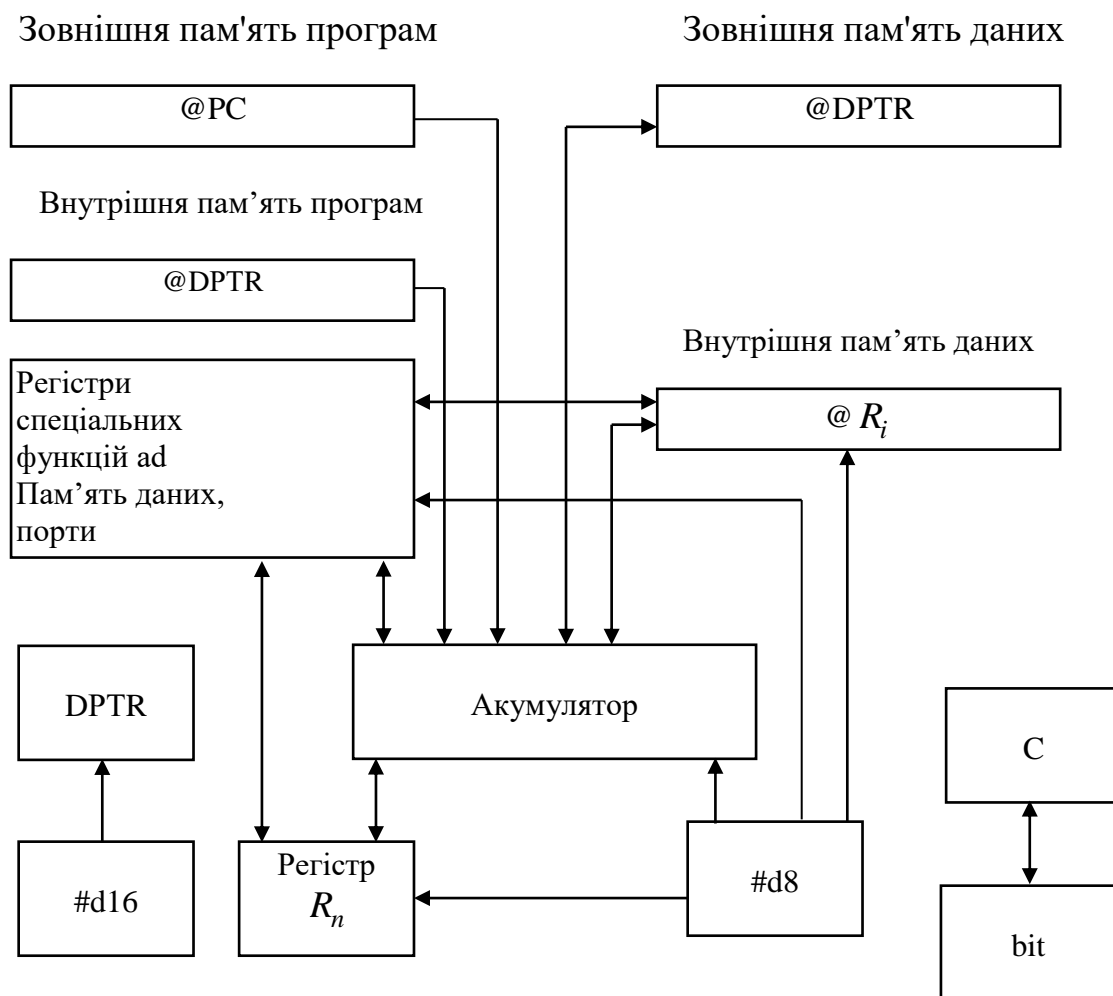 Зовнішня пам'ять програм
Зовнішня пам'ять даних
@PC
@DPTR
Внутрішня пам’ять програм
@DPTR
Внутрішня пам’ять даних
Регістри
спеціальних
функцій ad
Пам’ять даних,
порти
@ Rᵢ
DPTR
Акумулятор
C
#d16
Регістр
Rₙ
#d8
bit